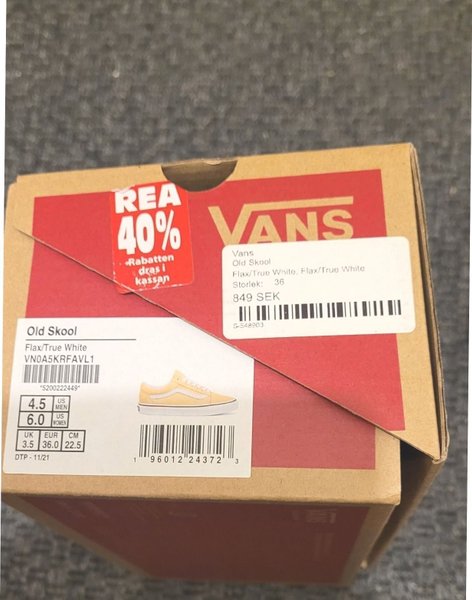 REA
40%
Rabatten
dras i
kassan
VANS
Vans
Old Skool
Flax/True White, Flax/True White
Storlek: 36
849 SEK
S-548903
Old Skool
Flax/True White
VN0A5KRFAVL1
*5200222449*
4.5 US MEN
6.0 US WOMEN
UK EUR CM
3.5 36.0 22.5
DTP - 11/21
1 96012 24372 3